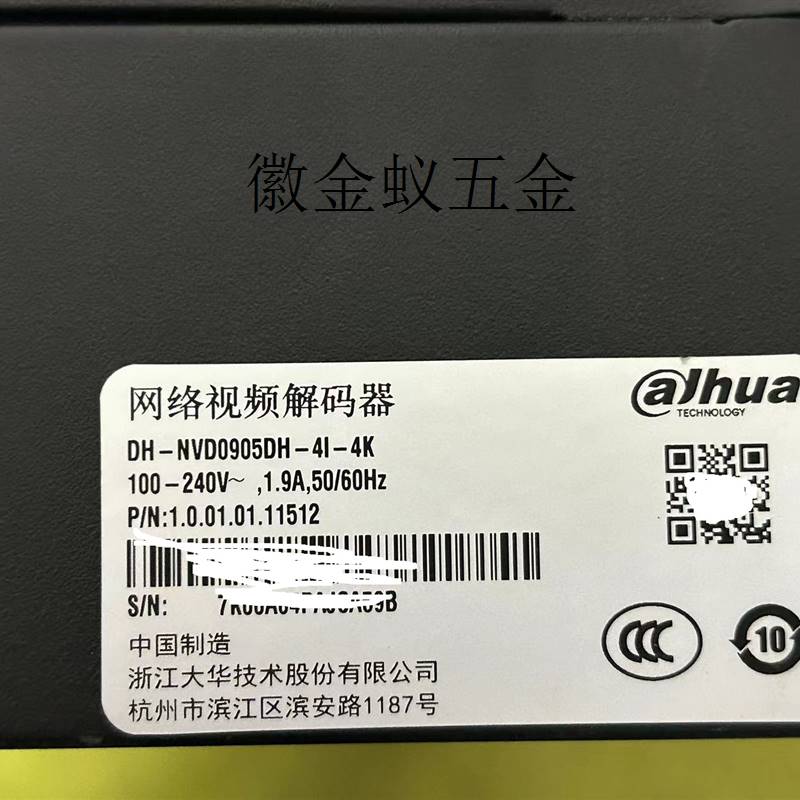 徽金蚁五金
网络视频解码器
alhua
TECHNOLOGY
DH-NVD0905DH-4I-4K
100-240V~ ,1.9A,50/60Hz
P/N:1.0.01.01.11512
S/N:
中国制造
浙江大华技术股份有限公司
杭州市滨江区滨安路1187号
CCC
10